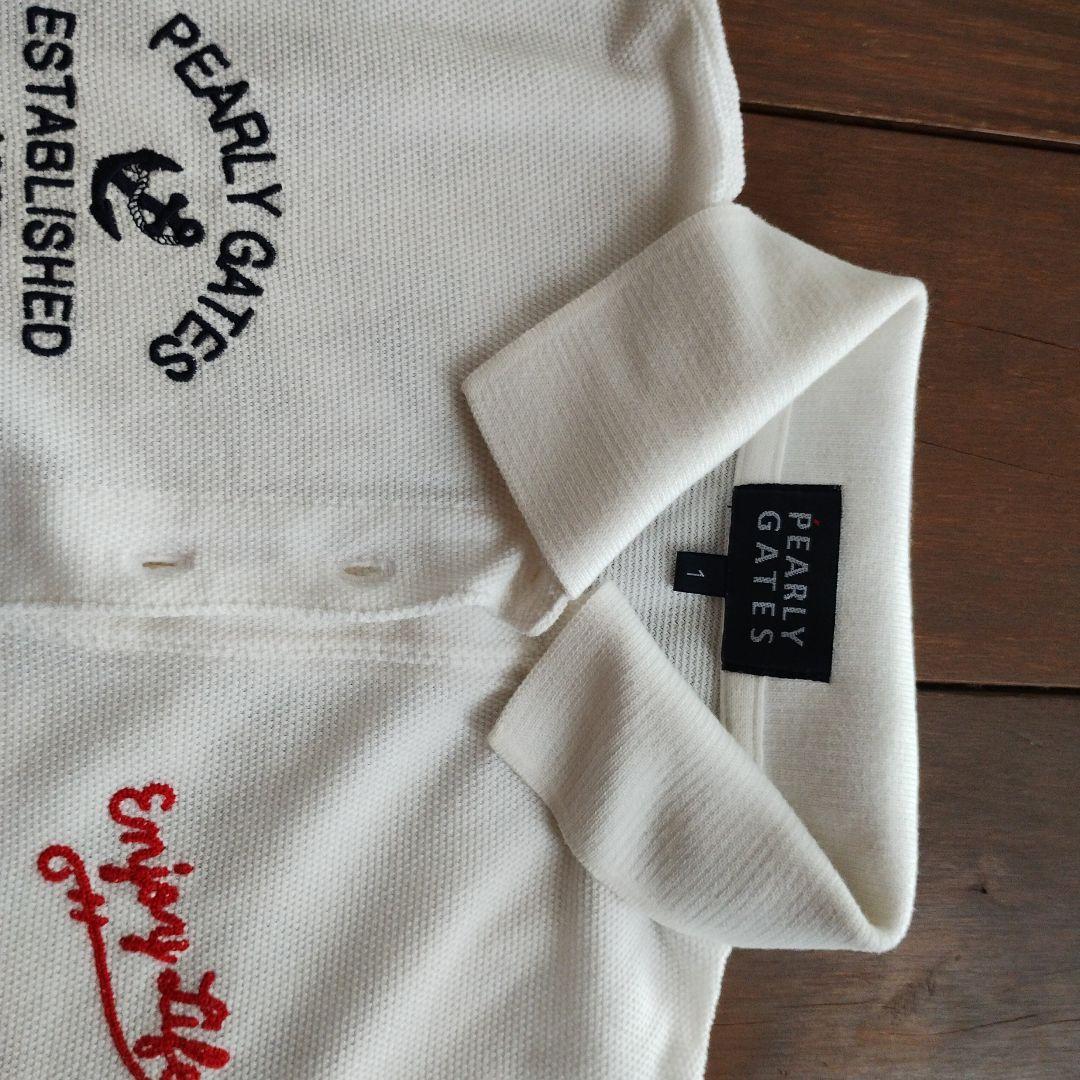 PEARLY GATES
ESTABLISHED
PEARLY
GATES
1
Enjoy Life